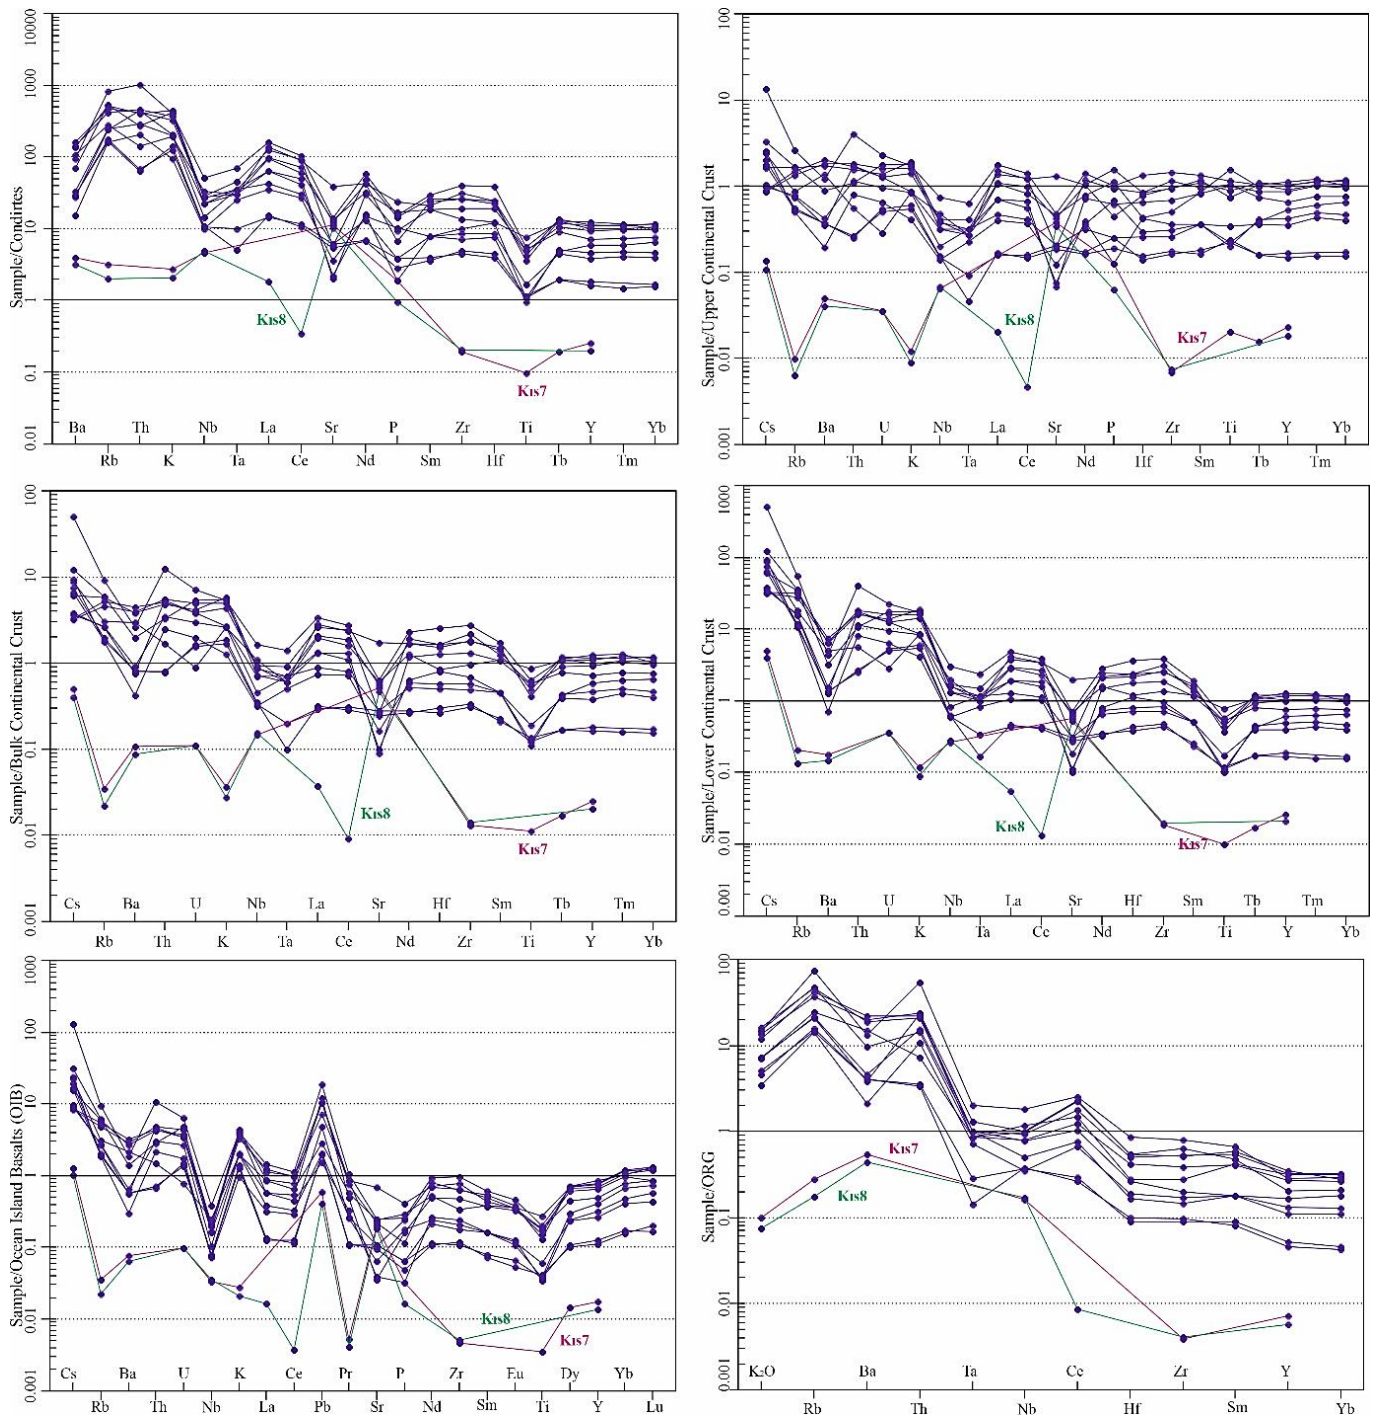 Sample/Condirtes
10000
1000
100
10
1
0.1
0.01
Kıs8
Kıs7
Ba Th Nb La Sr P Zr Ti Y Yb
Rb K Ta Ce Nd Sm Hf Tb Tm
Sample/Upper Continental Crust
100
10
1
0.1
0.01
0.001
Kıs8
Kıs7
Cs Ba U Nb La Sr P Zr Ti Y Yb
Rb Th K Ta Ce Nd Hf Sm Tb Tm
Sample/Bulk Continental Crust
100
10
1
0.1
0.01
0.001
Kıs8
Kıs7
Cs Ba U Nb La Sr Hf Sm Tb Tm
Rb Th K Ta Ce Nd Zr Ti Y Yb
Sample/Lower Continental Crust
1000
100
10
1
0.1
0.01
0.001
Kıs8
Kıs7
Cs Ba U Nb La Sr Hf Sm Tb Tm
Rb Th K Ta Ce Nd Zr Ti Y Yb
Sample/Ocean Island Basalts (OIB)
1000
100
10
1
0.1
0.01
0.001
Kıs8
Kıs7
Cs Ba U K Ce Pr P Zr Eu Dy Yb
Rb Th Nb La Pb Sr Nd Sm Ti Y Lu
Sample/ORG
100
10
1
0.1
0.01
0.001
Kıs7
Kıs8
K₂O Ba Ta Ce Zr Y
Rb Th Nb Hf Sm Yb